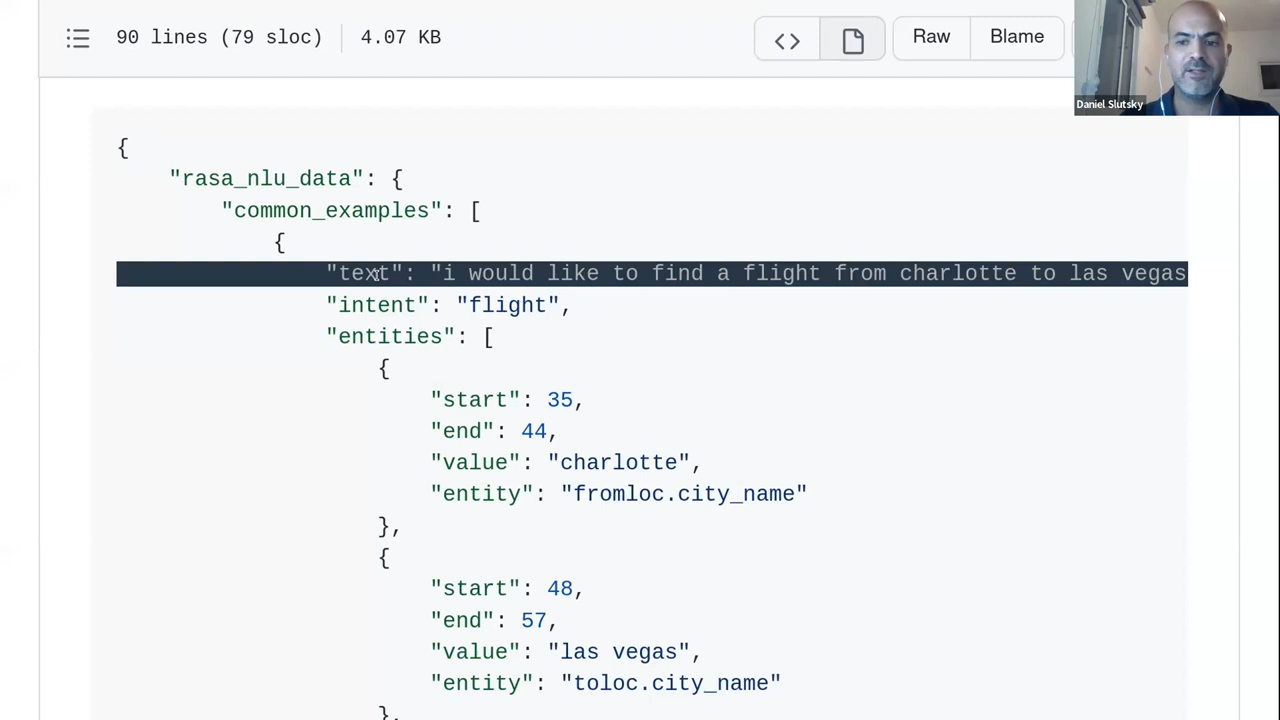 90 lines (79 sloc) 4.07 KB
<> Raw Blame
Daniel Slutsky
{
"rasa_nlu_data": {
"common_examples": [
{
"text": "i would like to find a flight from charlotte to las vegas
"intent": "flight",
"entities": [
{
"start": 35,
"end": 44,
"value": "charlotte",
"entity": "fromloc.city_name"
},
{
"start": 48,
"end": 57,
"value": "las vegas",
"entity": "toloc.city_name"
},